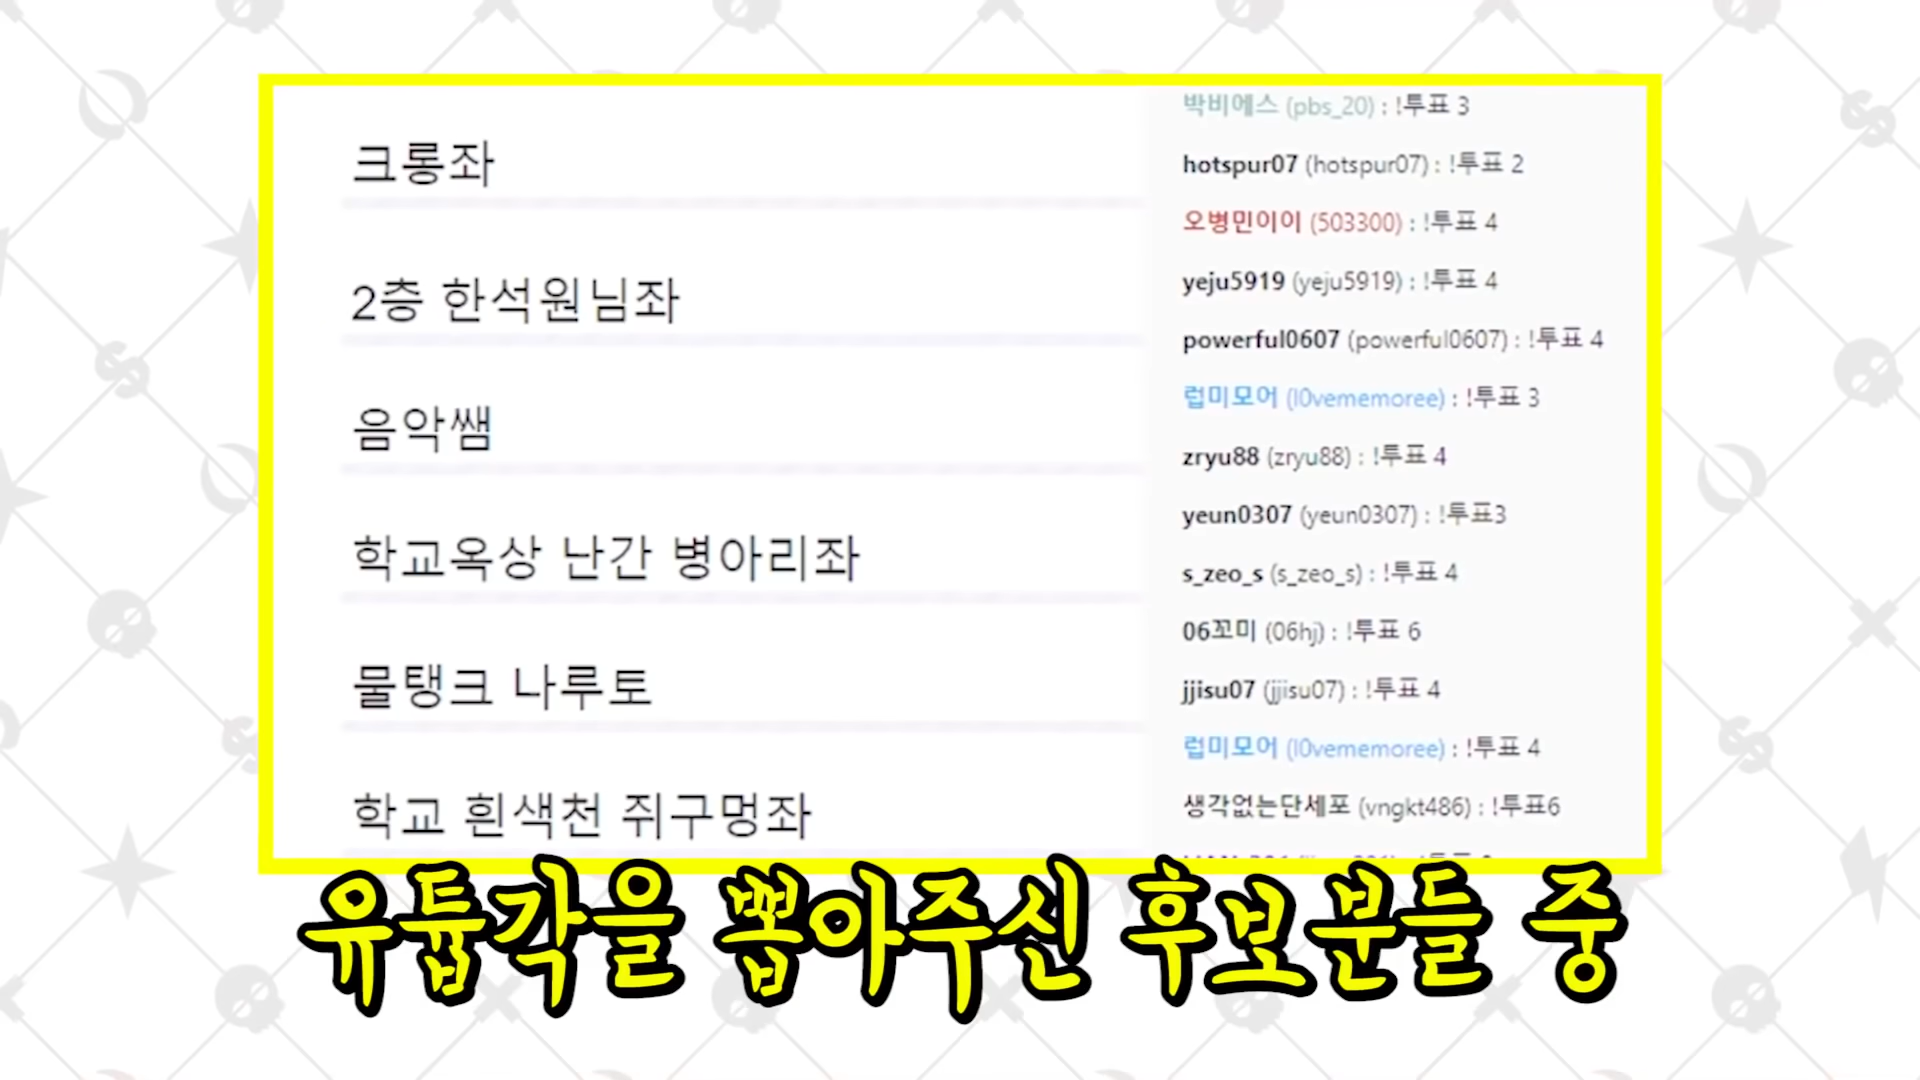 크롱좌
2층 한석원님좌
음악쌤
학교옥상 난간 병아리좌
물탱크 나루토
학교 흰색천 쥐구멍좌
박비에스 (pbs_20) : !투표 3
hotspur07 (hotspur07) : !투표 2
오병민이이 (503300) : !투표 4
yeju5919 (yeju5919) : !투표 4
powerful0607 (powerful0607) : !투표 4
럽미모어 (l0vememoree) : !투표 3
zryu88 (zryu88) : !투표 4
yeun0307 (yeun0307) : !투표3
s_zeo_s (s_zeo_s) : !투표 4
06꼬미 (06hj) : !투표 6
jjisu07 (jjisu07) : !투표 4
럽미모어 (l0vememoree) : !투표 4
생각없는단세포 (vngkt486) : !투표6
유튭각을 뽑아주신 후보분들 중